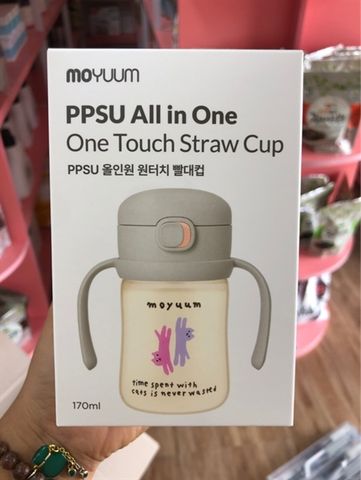 moyuum
PPSU All in One
One Touch Straw Cup
PPSU 올인원 원터치 빨대컵
moyuum
time spent with
cats is never wasted
170ml